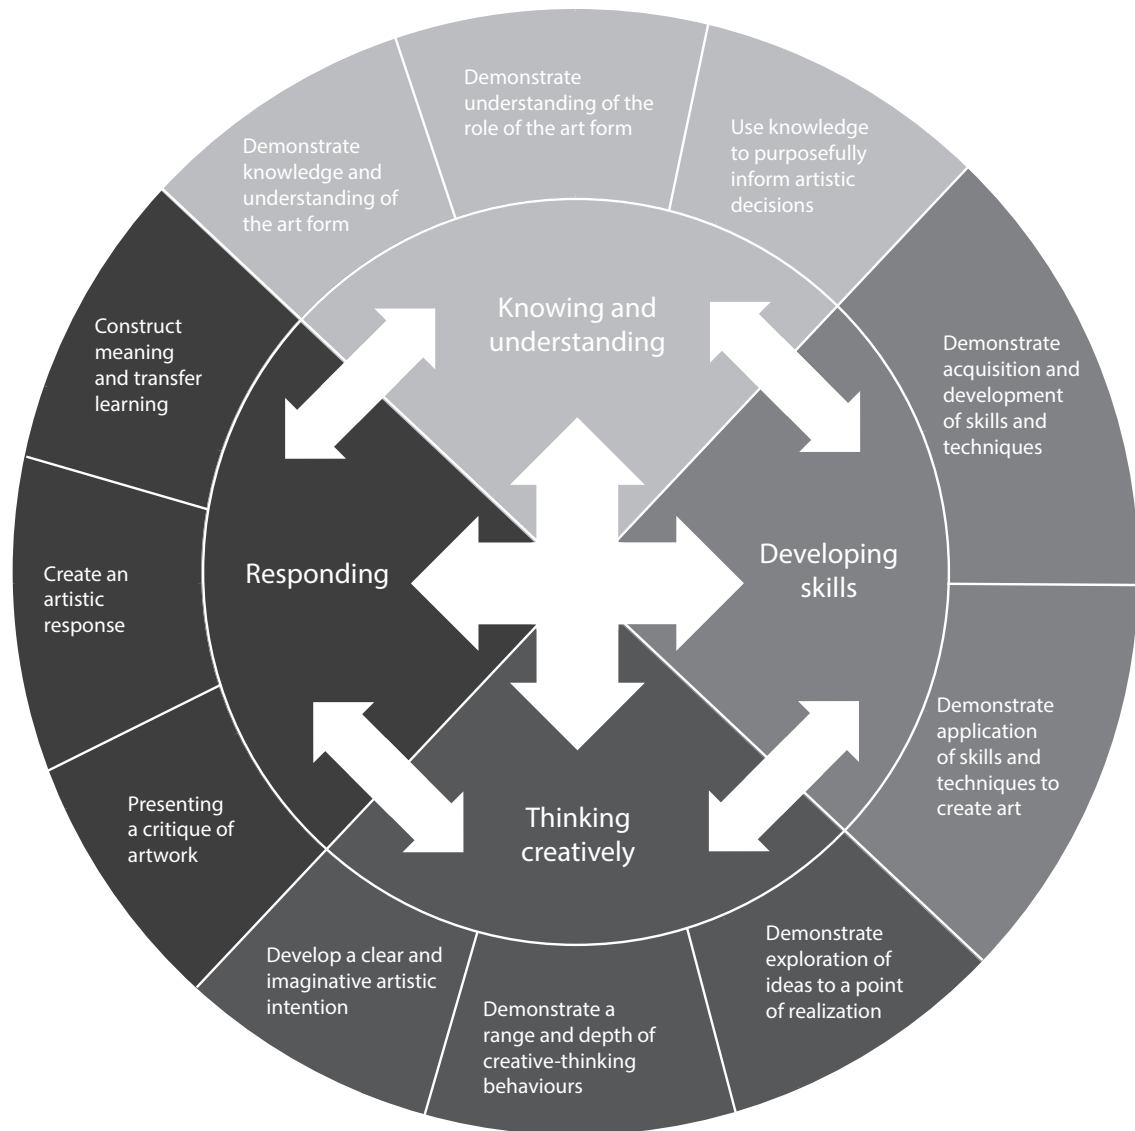 Demonstrate
understanding of the
role of the art form
Use knowledge
to purposefully
inform artistic
decisions
Demonstrate
knowledge and
understanding of
the art form
Knowing and
understanding
Construct
meaning
and transfer
learning
Demonstrate
acquisition and
development
of skills and
techniques
Responding
Developing
skills
Create an
artistic
response
Demonstrate
application
of skills and
techniques to
create art
Presenting
a critique of
artwork
Thinking
creatively
Develop a clear and
imaginative artistic
intention
Demonstrate a
range and depth of
creative-thinking
behaviours
Demonstrate
exploration of
ideas to a point
of realization